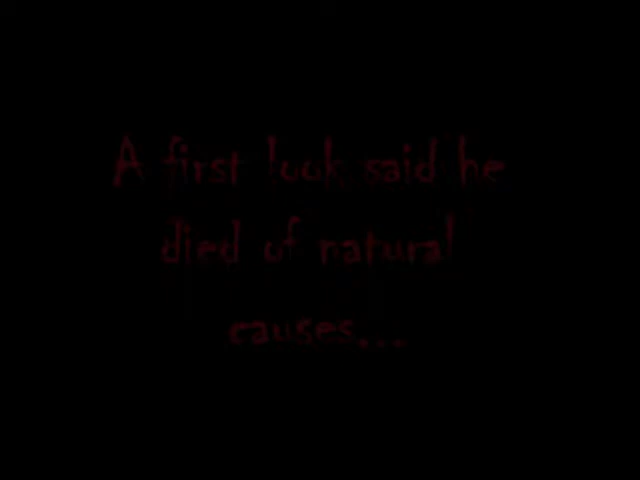 A first look said he
died of natural
causes...